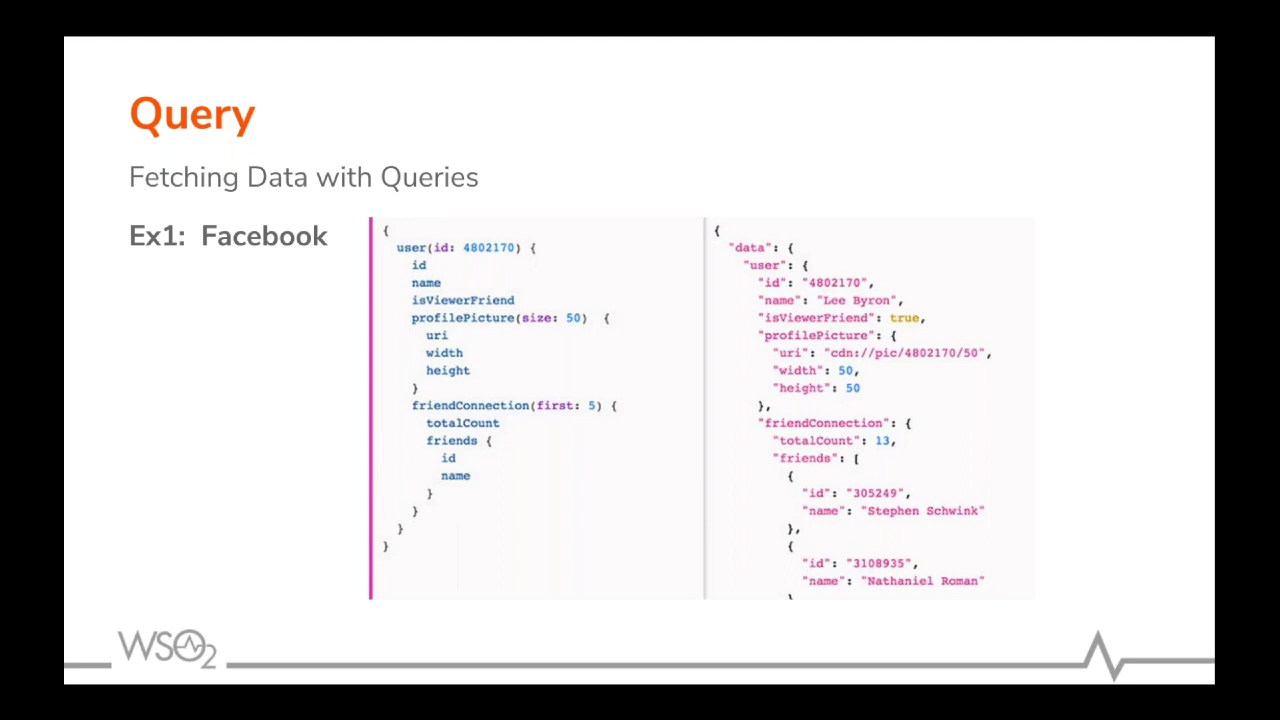 Query
Fetching Data with Queries
Ex1: Facebook
{
user(id: 4802170) {
id
name
isViewerFriend
profilePicture(size: 50) {
uri
width
height
}
friendConnection(first: 5) {
totalCount
friends {
id
name
}
}
}
}
{
"data": {
"user": {
"id": "4802170",
"name": "Lee Byron",
"isViewerFriend": true,
"profilePicture": {
"uri": "cdn://pic/4802170/50",
"width": 50,
"height": 50
},
"friendConnection": {
"totalCount": 13,
"friends": [
{
"id": "305249",
"name": "Stephen Schwink"
},
{
"id": "3108935",
"name": "Nathaniel Roman"
WSO2